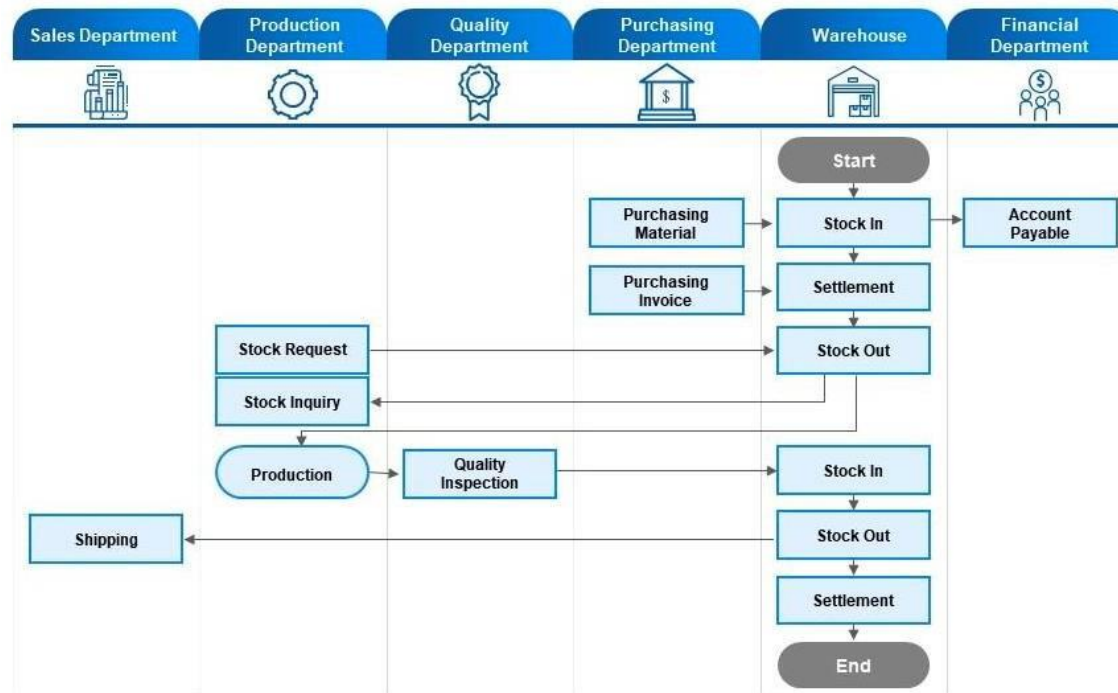 Sales Department
Production
Department
Quality
Department
Purchasing
Department
Warehouse
Financial
Department
$
$
Start
Purchasing
Material
Stock In
Account
Payable
Purchasing
Invoice
Settlement
Stock Request
Stock Out
Stock Inquiry
Production
Quality
Inspection
Stock In
Shipping
Stock Out
Settlement
End